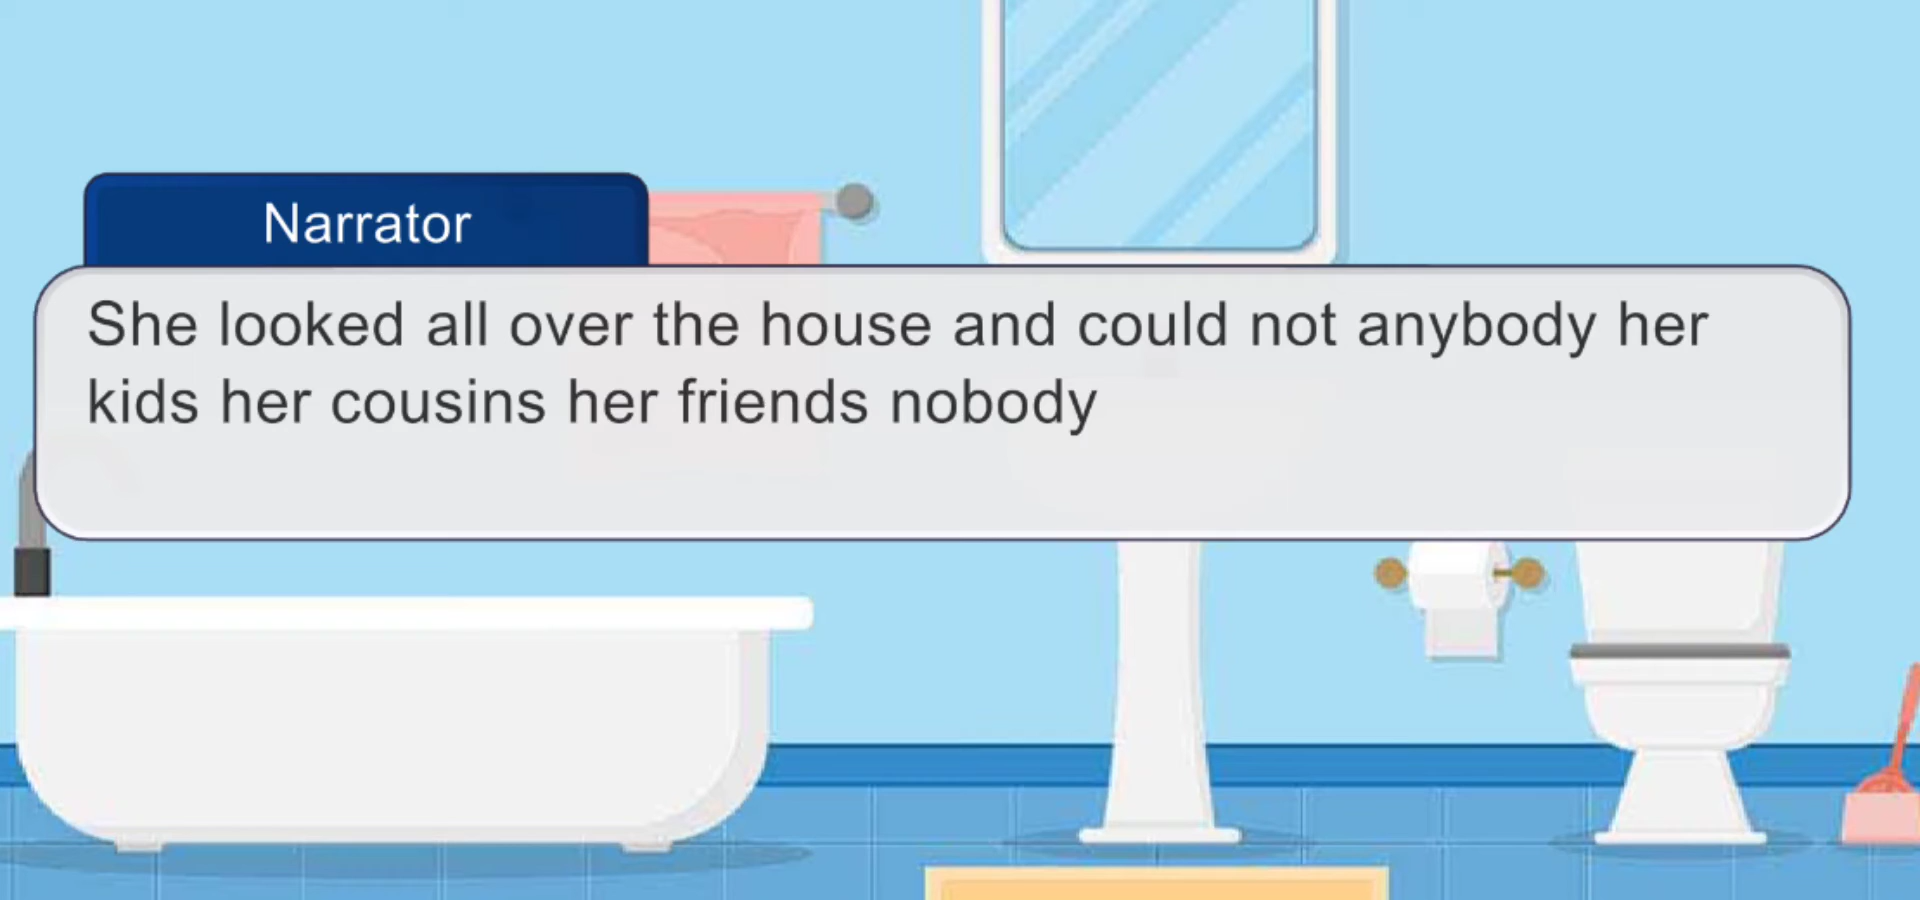 Narrator
She looked all over the house and could not anybody her
kids her cousins her friends nobody